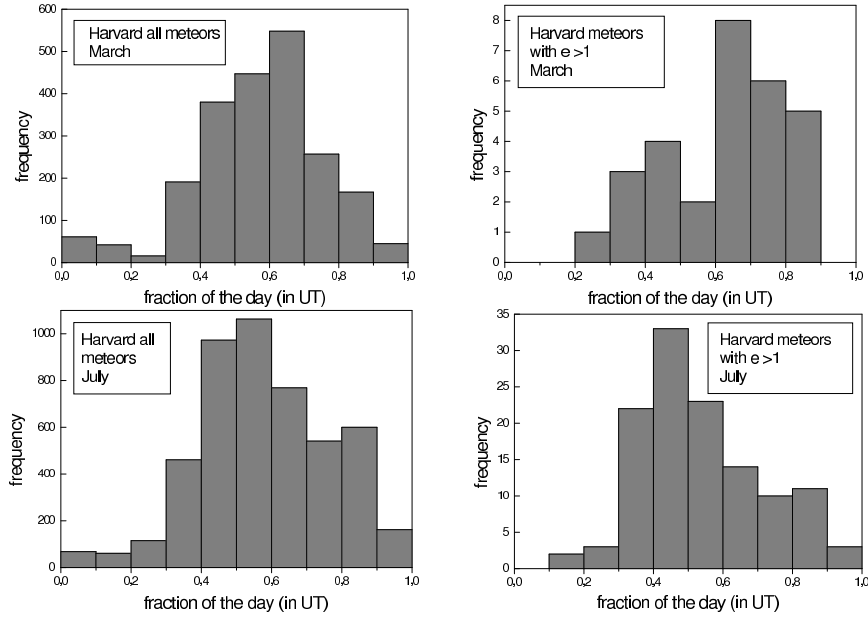 Harvard all meteors
March
frequency
600
500
400
300
200
100
0
0,0 0,2 0,4 0,6 0,8 1,0
fraction of the day (in UT)
Harvard meteors
with e >1
March
frequency
8
7
6
5
4
3
2
1
0
0,0 0,2 0,4 0,6 0,8 1,0
fraction of the day (in UT)
Harvard all
meteors
July
frequency
1000
800
600
400
200
0
0,0 0,2 0,4 0,6 0,8 1,0
fraction of the day (in UT)
Harvard meteors
with e >1
July
frequency
35
30
25
20
15
10
5
0
0,0 0,2 0,4 0,6 0,8 1,0
fraction of the day (in UT)